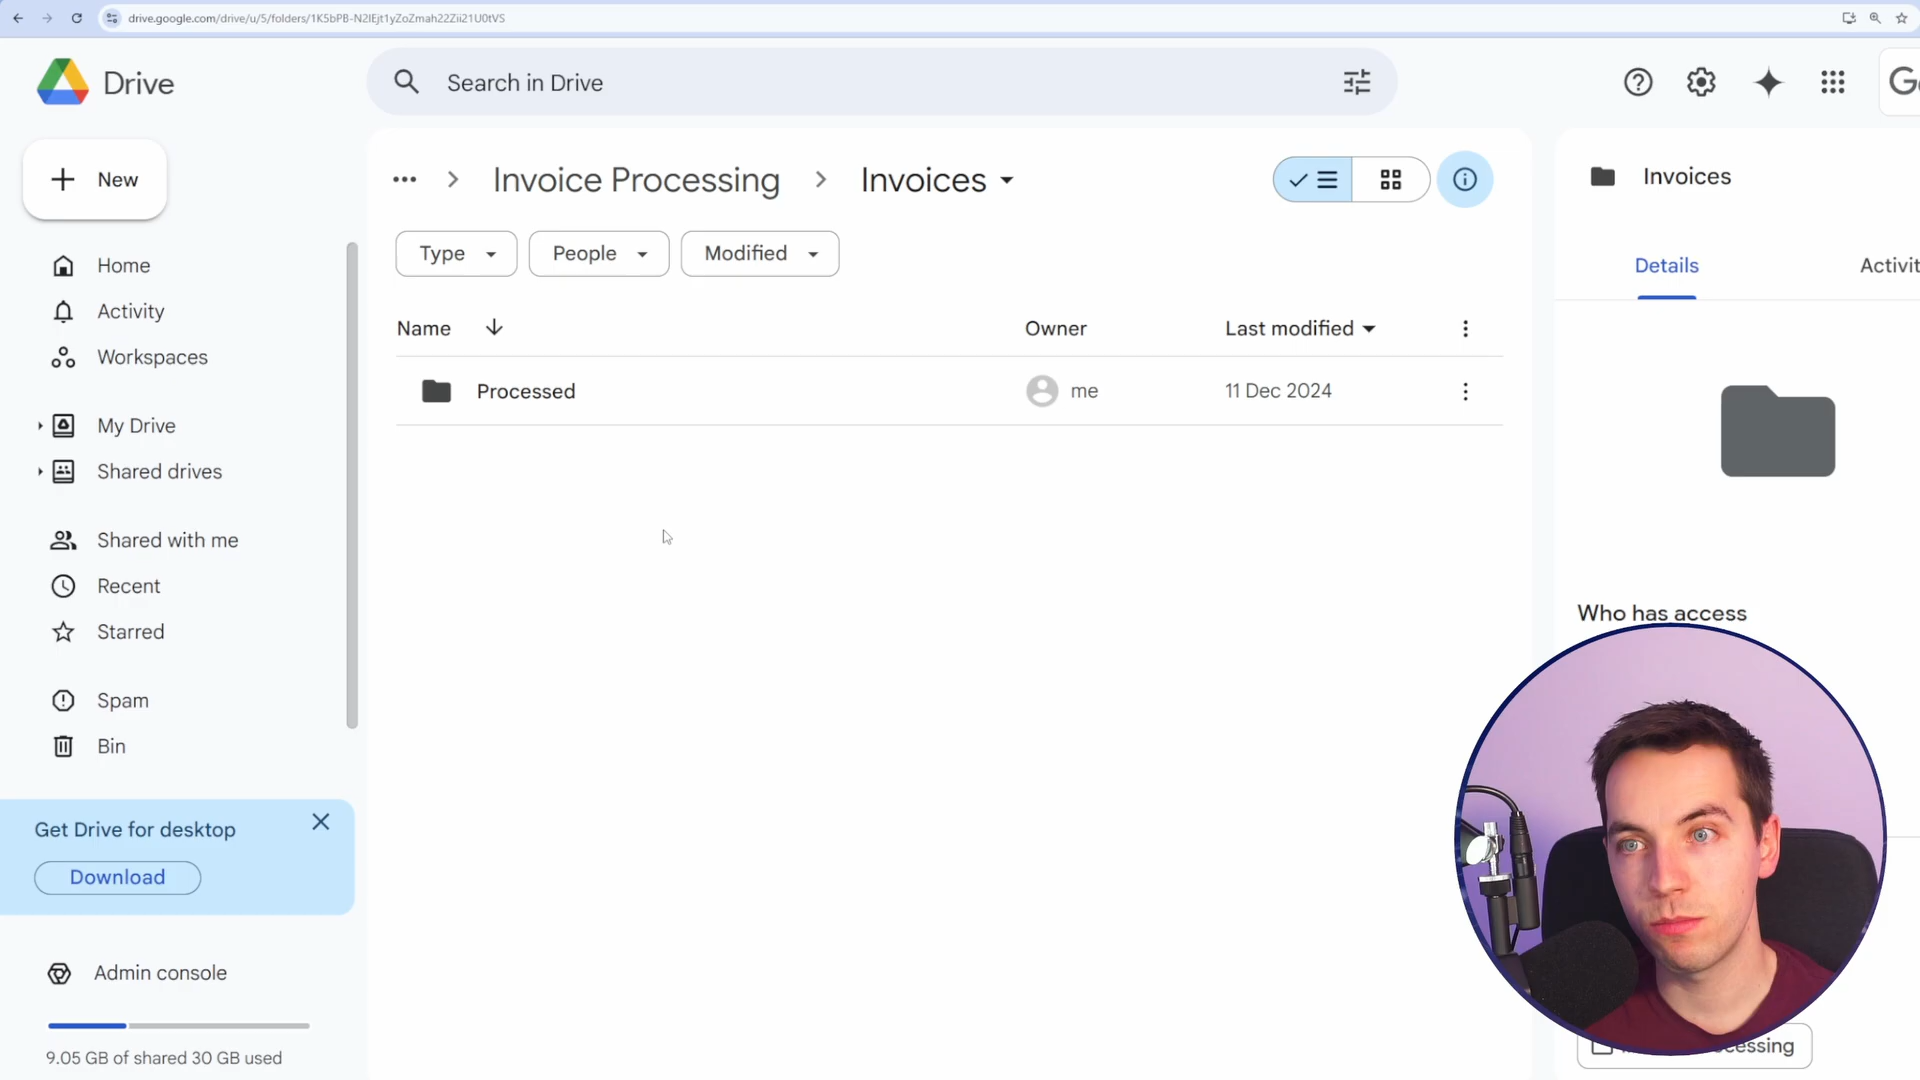 drive.google.com/drive/u/5/folders/1K5bPB-N2IEjt1yZoZmah22Zii21U0tVS
Drive
Search in Drive
New
Invoice Processing
Invoices
Invoices
Type
People
Modified
Home
Activity
Workspaces
My Drive
Shared drives
Shared with me
Recent
Starred
Spam
Bin
Details
Activit
Name
Owner
Last modified
Processed
me
11 Dec 2024
Who has access
Get Drive for desktop
Download
Admin console
9.05 GB of shared 30 GB used